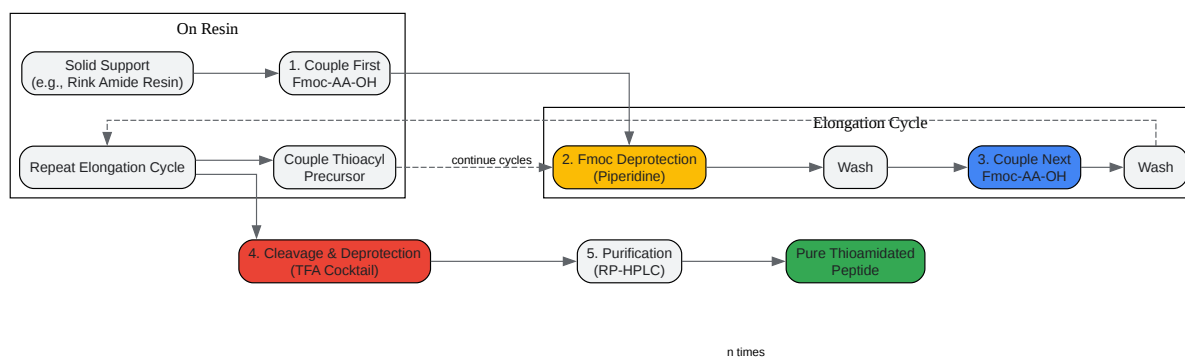 On Resin
Solid Support
(e.g., Rink Amide Resin)
1. Couple First
Fmoc-AA-OH
Elongation Cycle
Repeat Elongation Cycle
Couple Thioacyl
Precursor
continue cycles
2. Fmoc Deprotection
(Piperidine)
Wash
3. Couple Next
Fmoc-AA-OH
Wash
4. Cleavage & Deprotection
(TFA Cocktail)
5. Purification
(RP-HPLC)
Pure Thioamidated
Peptide
n times